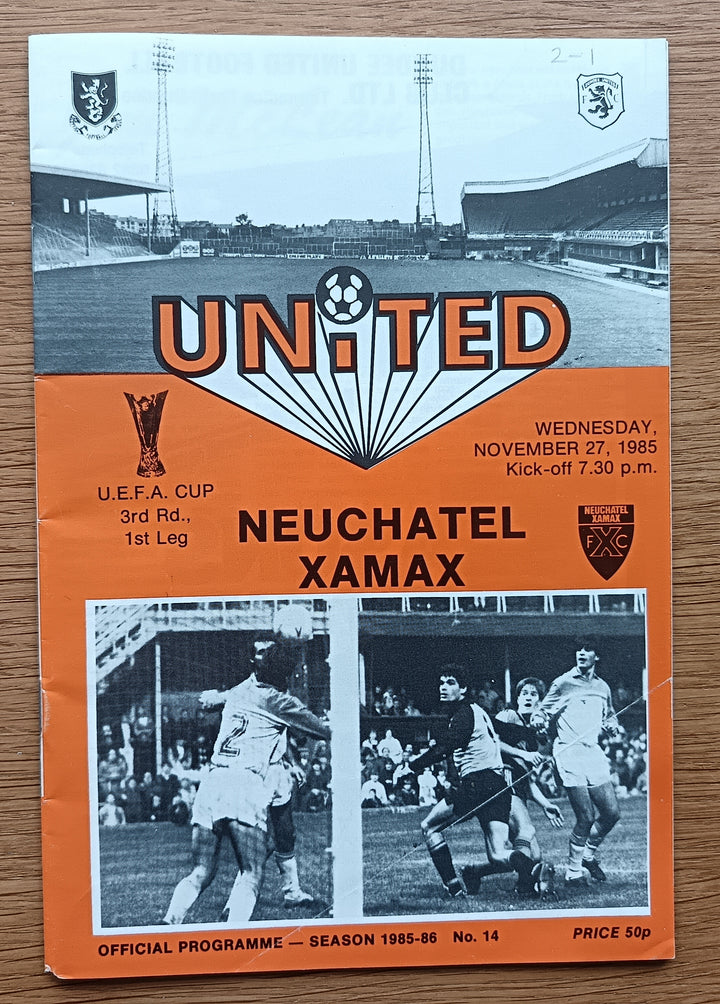 2-1
UNiTED
WEDNESDAY,
NOVEMBER 27, 1985
Kick-off 7.30 p.m.
U.E.F.A. CUP
3rd Rd.,
1st Leg
NEUCHATEL
XAMAX
NEUCHATEL
XAMAX
F X C
2
OFFICIAL PROGRAMME — SEASON 1985-86 No. 14
PRICE 50p